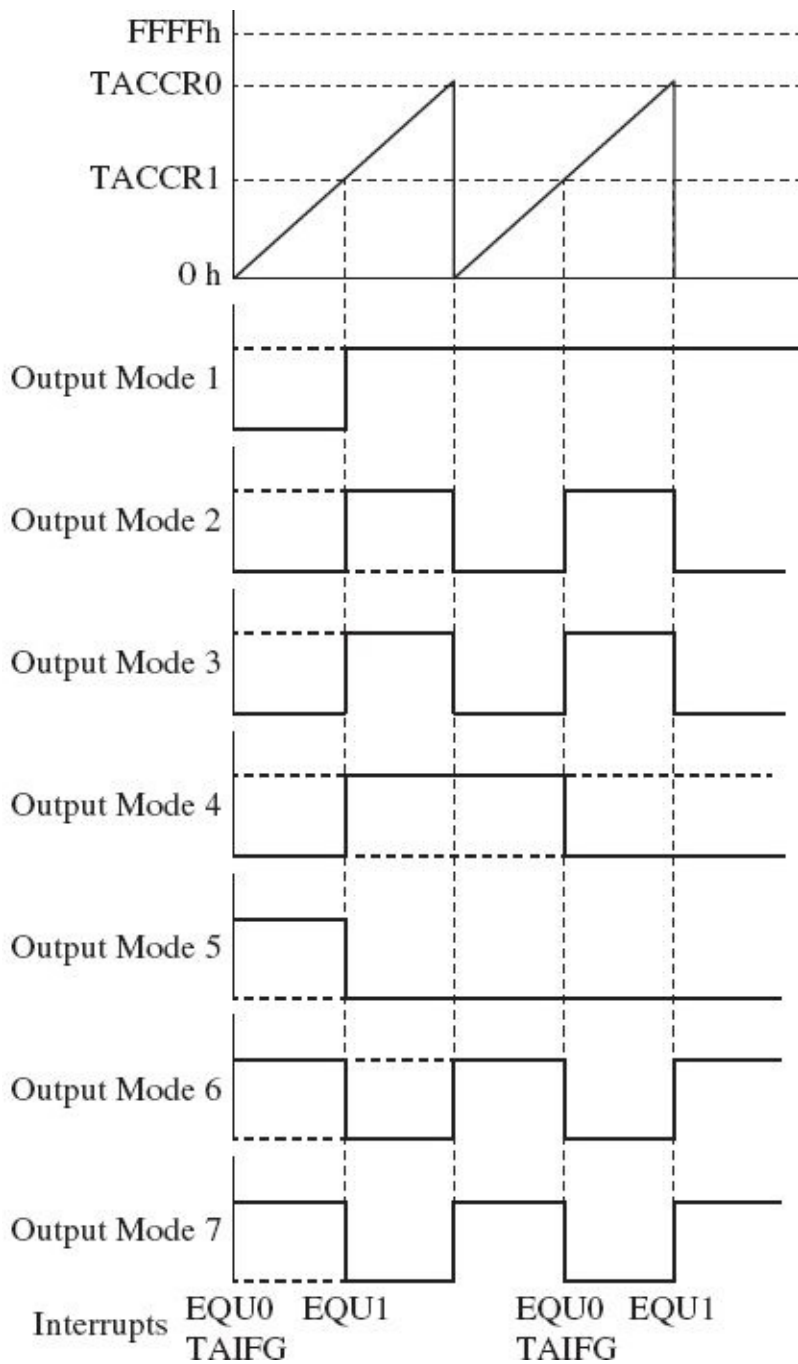 FFFFh
TACCR0
TACCR1
0 h
Output Mode 1
Output Mode 2
Output Mode 3
Output Mode 4
Output Mode 5
Output Mode 6
Output Mode 7
Interrupts EQU0 EQU1 EQU0 EQU1
TAIFG TAIFG